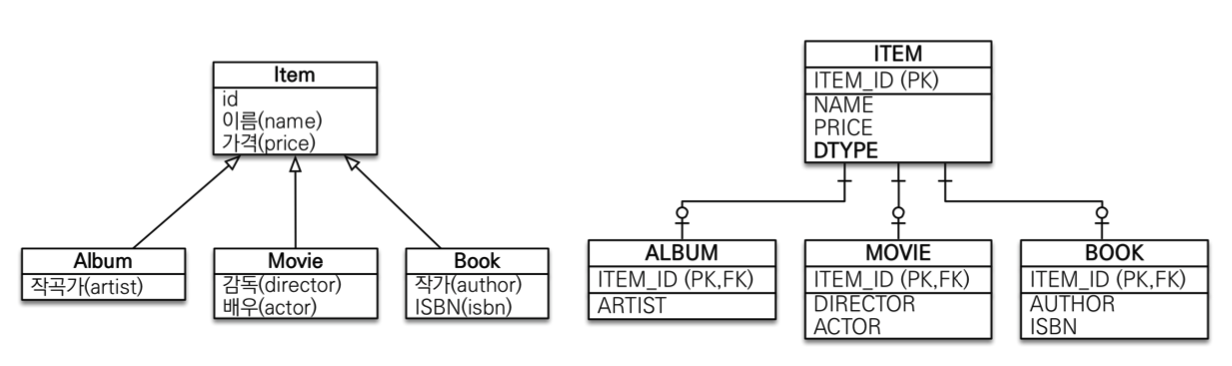 Item
id
이름(name)
가격(price)
Album
작곡가(artist)
Movie
감독(director)
배우(actor)
Book
작가(author)
ISBN(isbn)
ITEM
ITEM_ID (PK)
NAME
PRICE
DTYPE
ALBUM
ITEM_ID (PK,FK)
ARTIST
MOVIE
ITEM_ID (PK,FK)
DIRECTOR
ACTOR
BOOK
ITEM_ID (PK,FK)
AUTHOR
ISBN